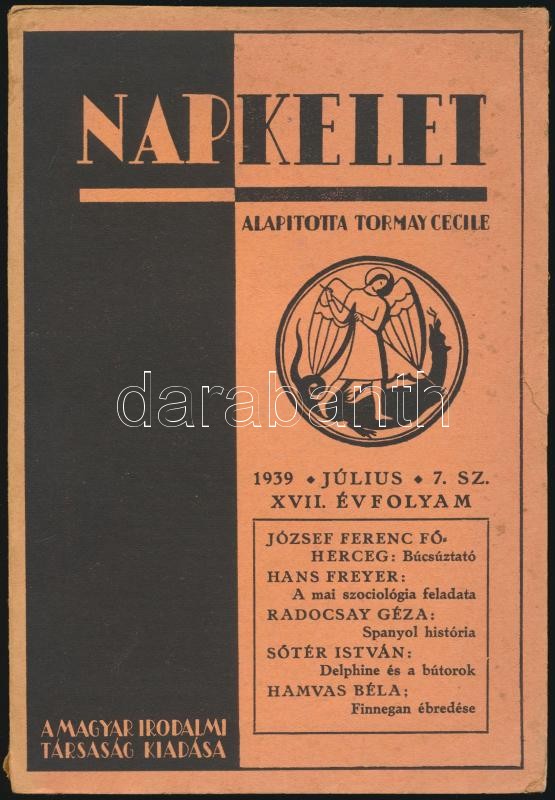 NAPKELET
ALAPITOTTA TORMAY CECILE
darabanth
1939 ◆ JÚLIUS ◆ 7. SZ.
XVII. ÉVFOLYAM
JÓZSEF FERENC FŐ-
HERCEG: Búcsúztató
HANS FREYER:
A mai szociológia feladata
RADOCSAY GÉZA:
Spanyol história
SŐTÉR ISTVÁN:
Delphine és a bútorok
HAMVAS BÉLA:
Finnegan ébredése
A MAGYAR IRODALMI
TÁRSASÁG KIADÁSA